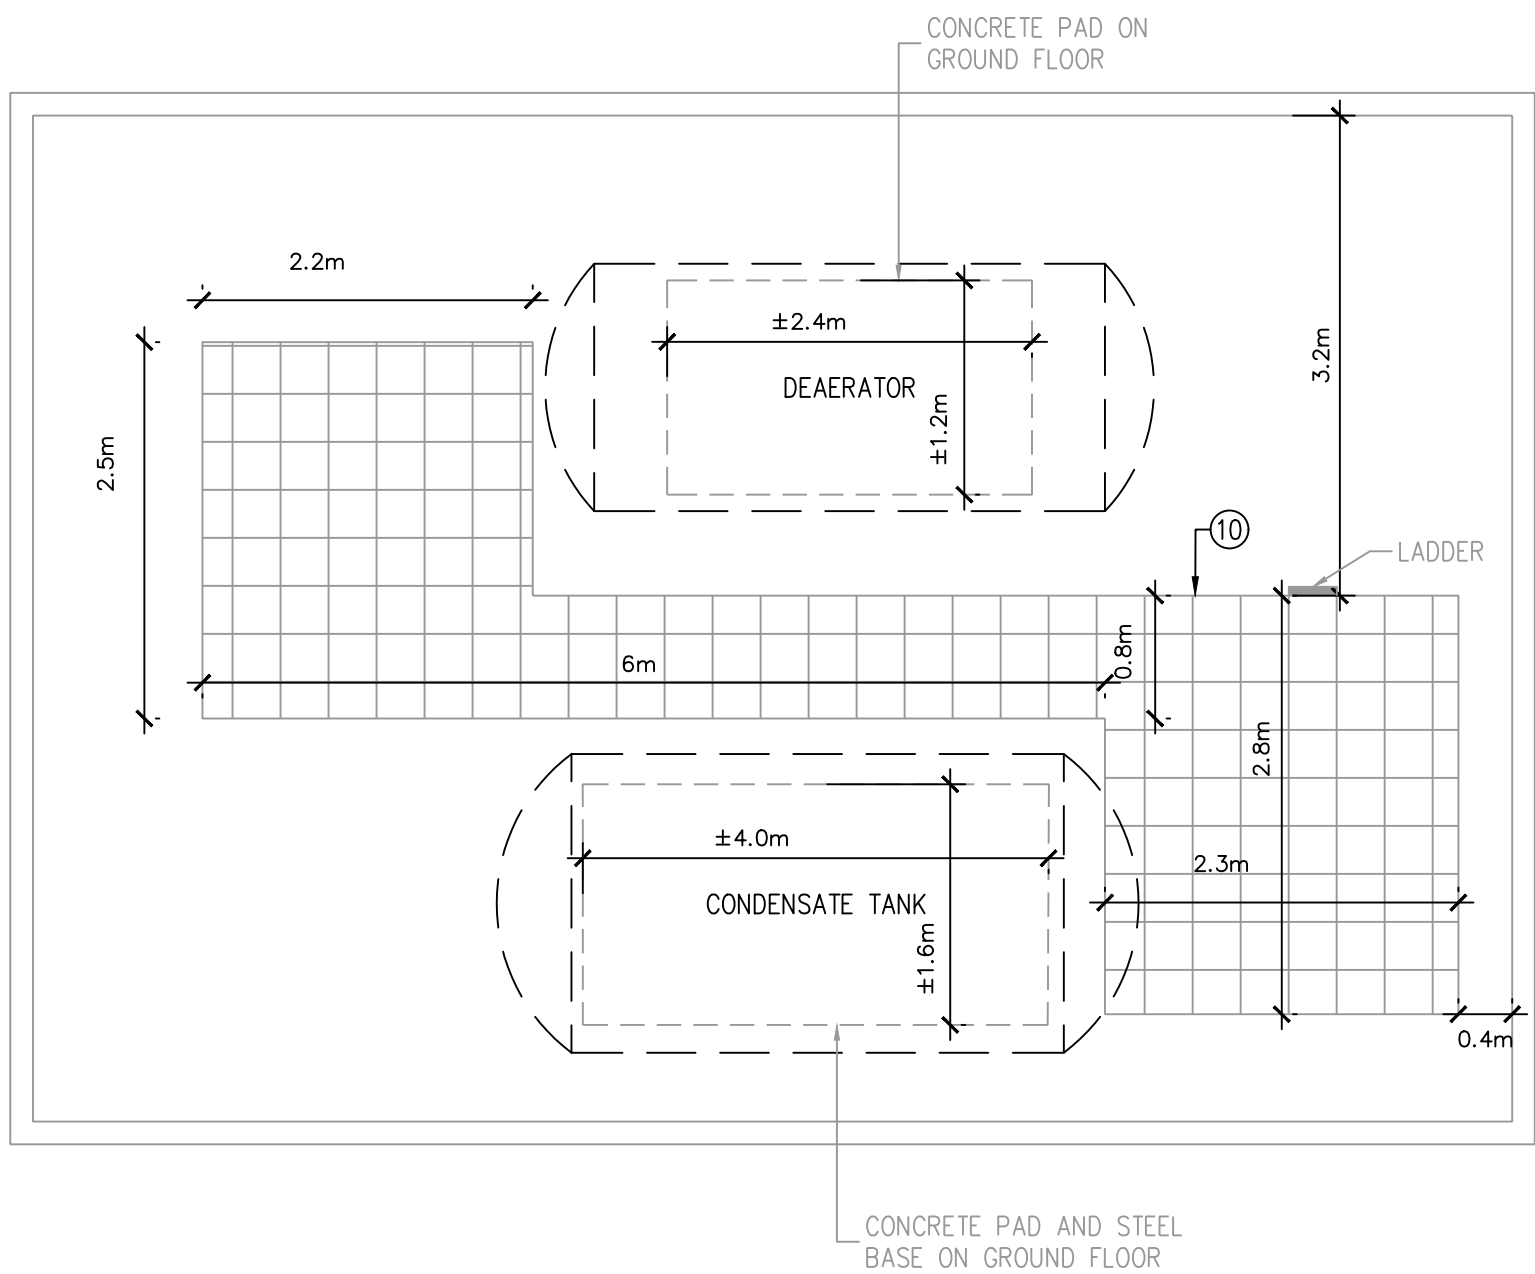 CONCRETE PAD ON
GROUND FLOOR
2.2m
±2.4m
DEAERATOR
±1.2m
3.2m
2.5m
10
LADDER
0.8m
6m
2.8m
±4.0m
2.3m
CONDENSATE TANK
±1.6m
0.4m
CONCRETE PAD AND STEEL
BASE ON GROUND FLOOR